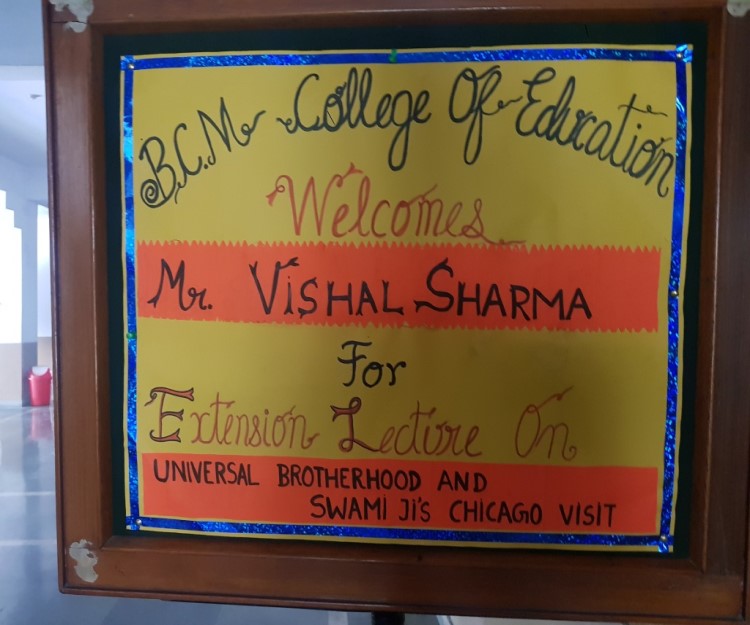 B.C.M College Of Education
Welcomes
Mr. VISHAL SHARMA
For
Extension Lecture On
UNIVERSAL BROTHERHOOD AND
SWAMI JI'S CHICAGO VISIT